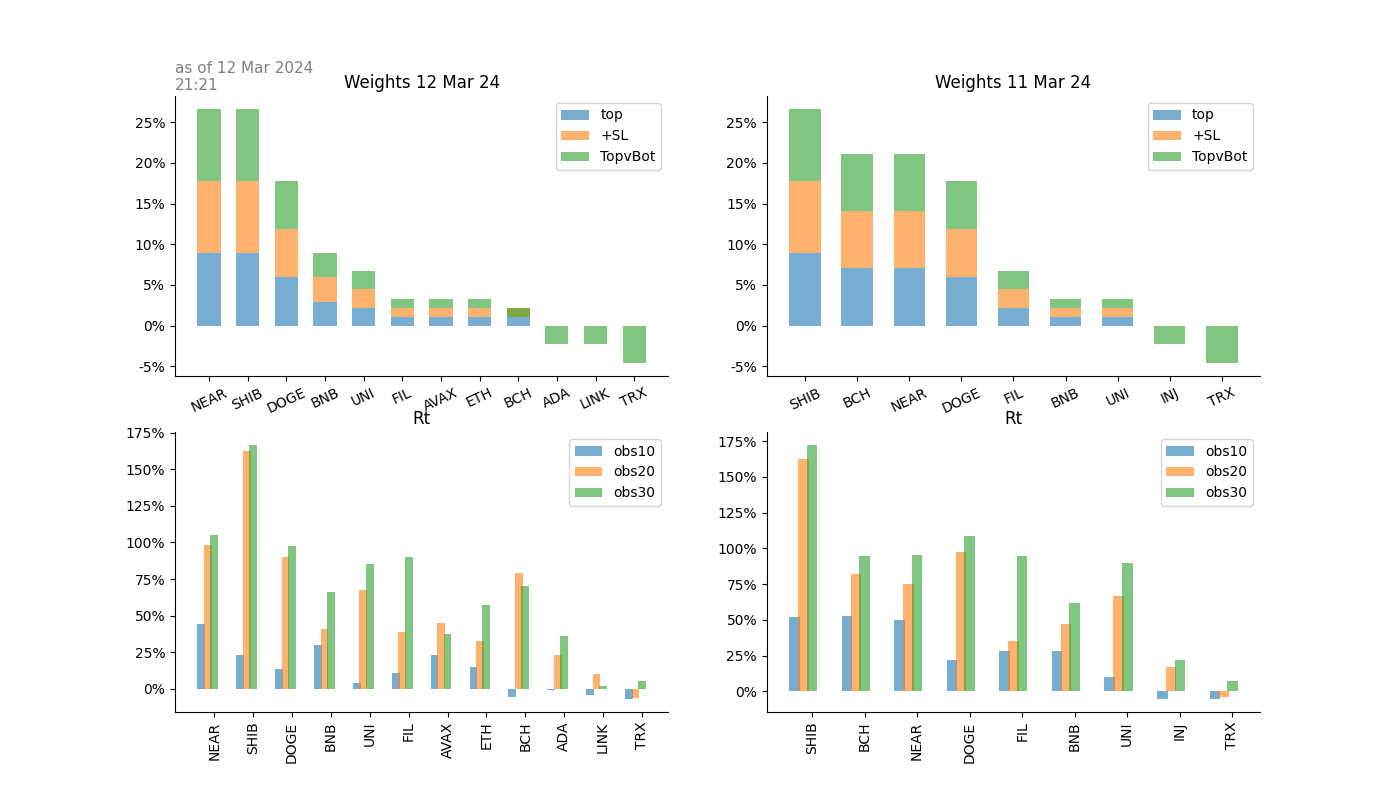 as of 12 Mar 2024
21:21
Weights 12 Mar 24
25%
20%
15%
10%
5%
0%
-5%
top
+SL
TopvBot
NEAR SHIB DOGE BNB UNI FIL AVAX ETH BCH ADA LINK TRX
Weights 11 Mar 24
25%
20%
15%
10%
5%
0%
-5%
top
+SL
TopvBot
SHIB BCH NEAR DOGE FIL BNB UNI INJ TRX
Rt
175%
150%
125%
100%
75%
50%
25%
0%
obs10
obs20
obs30
NEAR SHIB DOGE BNB UNI FIL AVAX ETH BCH ADA LINK TRX
Rt
175%
150%
125%
100%
75%
50%
25%
0%
obs10
obs20
obs30
SHIB BCH NEAR DOGE FIL BNB UNI INJ TRX